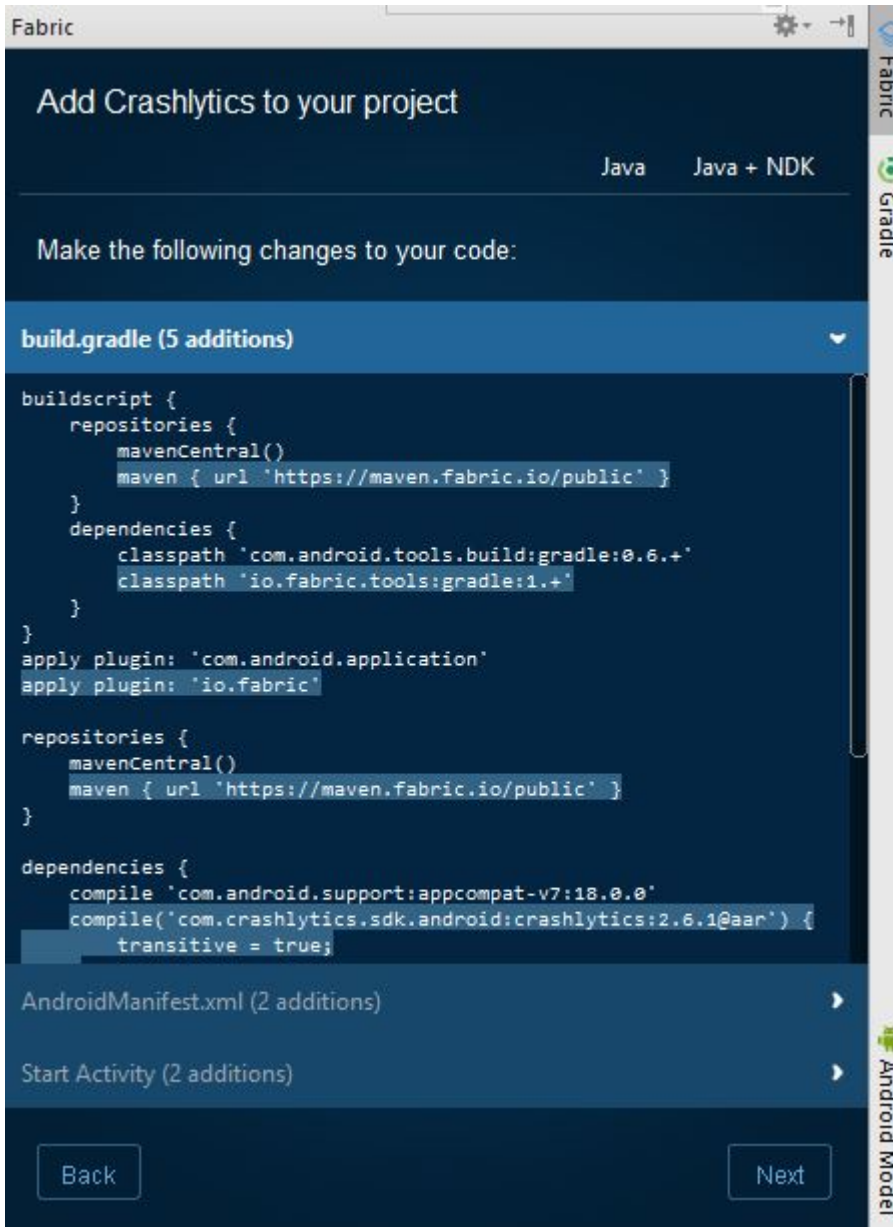 Fabric
Add Crashlytics to your project
Java Java + NDK
Make the following changes to your code:
build.gradle (5 additions)
buildscript {
    repositories {
        mavenCentral()
        maven { url 'https://maven.fabric.io/public' }
    }
    dependencies {
        classpath 'com.android.tools.build:gradle:0.6.+'
        classpath 'io.fabric.tools:gradle:1.+'
    }
}
apply plugin: 'com.android.application'
apply plugin: 'io.fabric'
repositories {
    mavenCentral()
    maven { url 'https://maven.fabric.io/public' }
}
dependencies {
    compile 'com.android.support:appcompat-v7:18.0.0'
    compile('com.crashlytics.sdk.android:crashlytics:2.6.1@aar') {
        transitive = true;
AndroidManifest.xml (2 additions)
Start Activity (2 additions)
Back
Next
Fabric
Gradle
Android Model